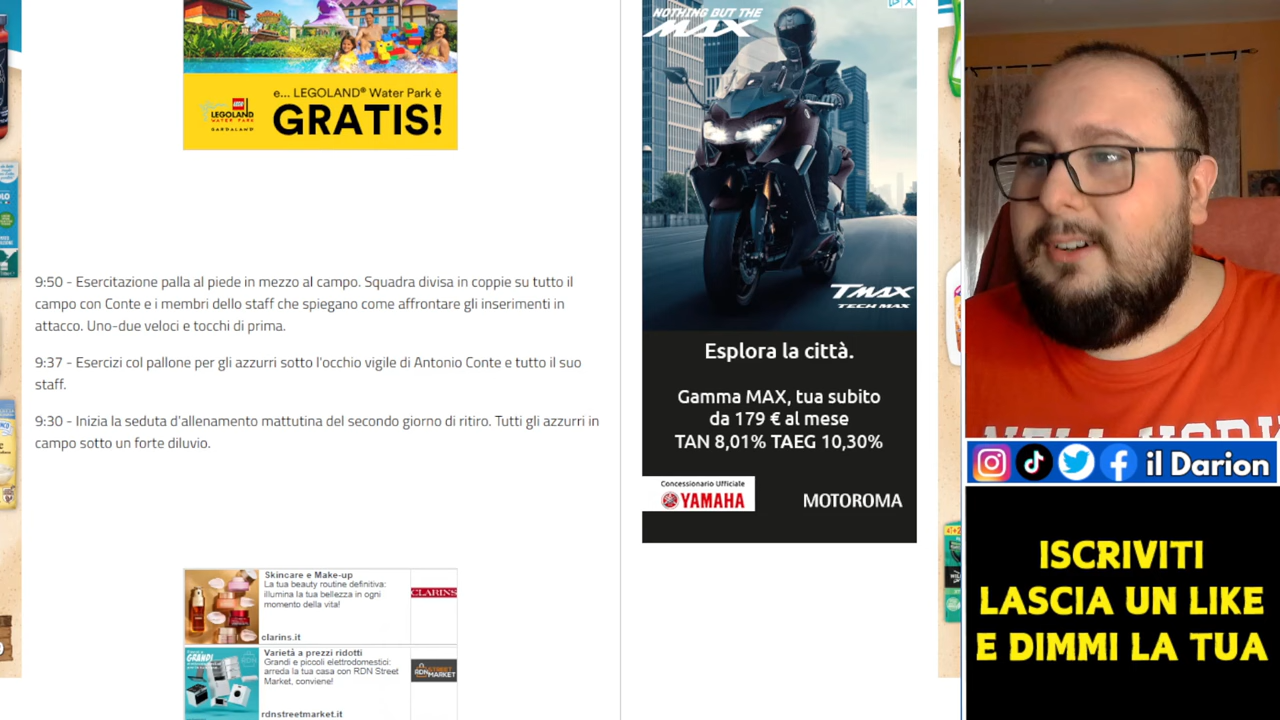 e... LEGOLAND® Water Park è
GRATIS!
LEGO
LEGOLAND
WATER PARK
GARDALAND
9:50 - Esercitazione palla al piede in mezzo al campo. Squadra divisa in coppie su tutto il
campo con Conte e i membri dello staff che spiegano come affrontare gli inserimenti in
attacco. Uno-due veloci e tocchi di prima.
9:37 - Esercizi col pallone per gli azzurri sotto l'occhio vigile di Antonio Conte e tutto il suo
staff.
9:30 - Inizia la seduta d'allenamento mattutina del secondo giorno di ritiro. Tutti gli azzurri in
campo sotto un forte diluvio.
Skincare e Make-up
La tua beauty routine definitiva:
illumina la tua bellezza in ogni
momento della vita!
clarins.it
CLARINS
Varietà a prezzi ridotti
Grandi e piccoli elettrodomestici:
arreda la tua casa con RDN Street
Market, conviene!
rdnstreetmarket.it
RDN STREET
MARKET
NOTHING BUT THE
MAX
TMAX
TECH MAX
Esplora la città.
Gamma MAX, tua subito
da 179 € al mese
TAN 8,01% TAEG 10,30%
Concessionario Ufficiale
YAMAHA
MOTOROMA
il Darion
ISCRIVITI
LASCIA UN LIKE
E DIMMI LA TUA